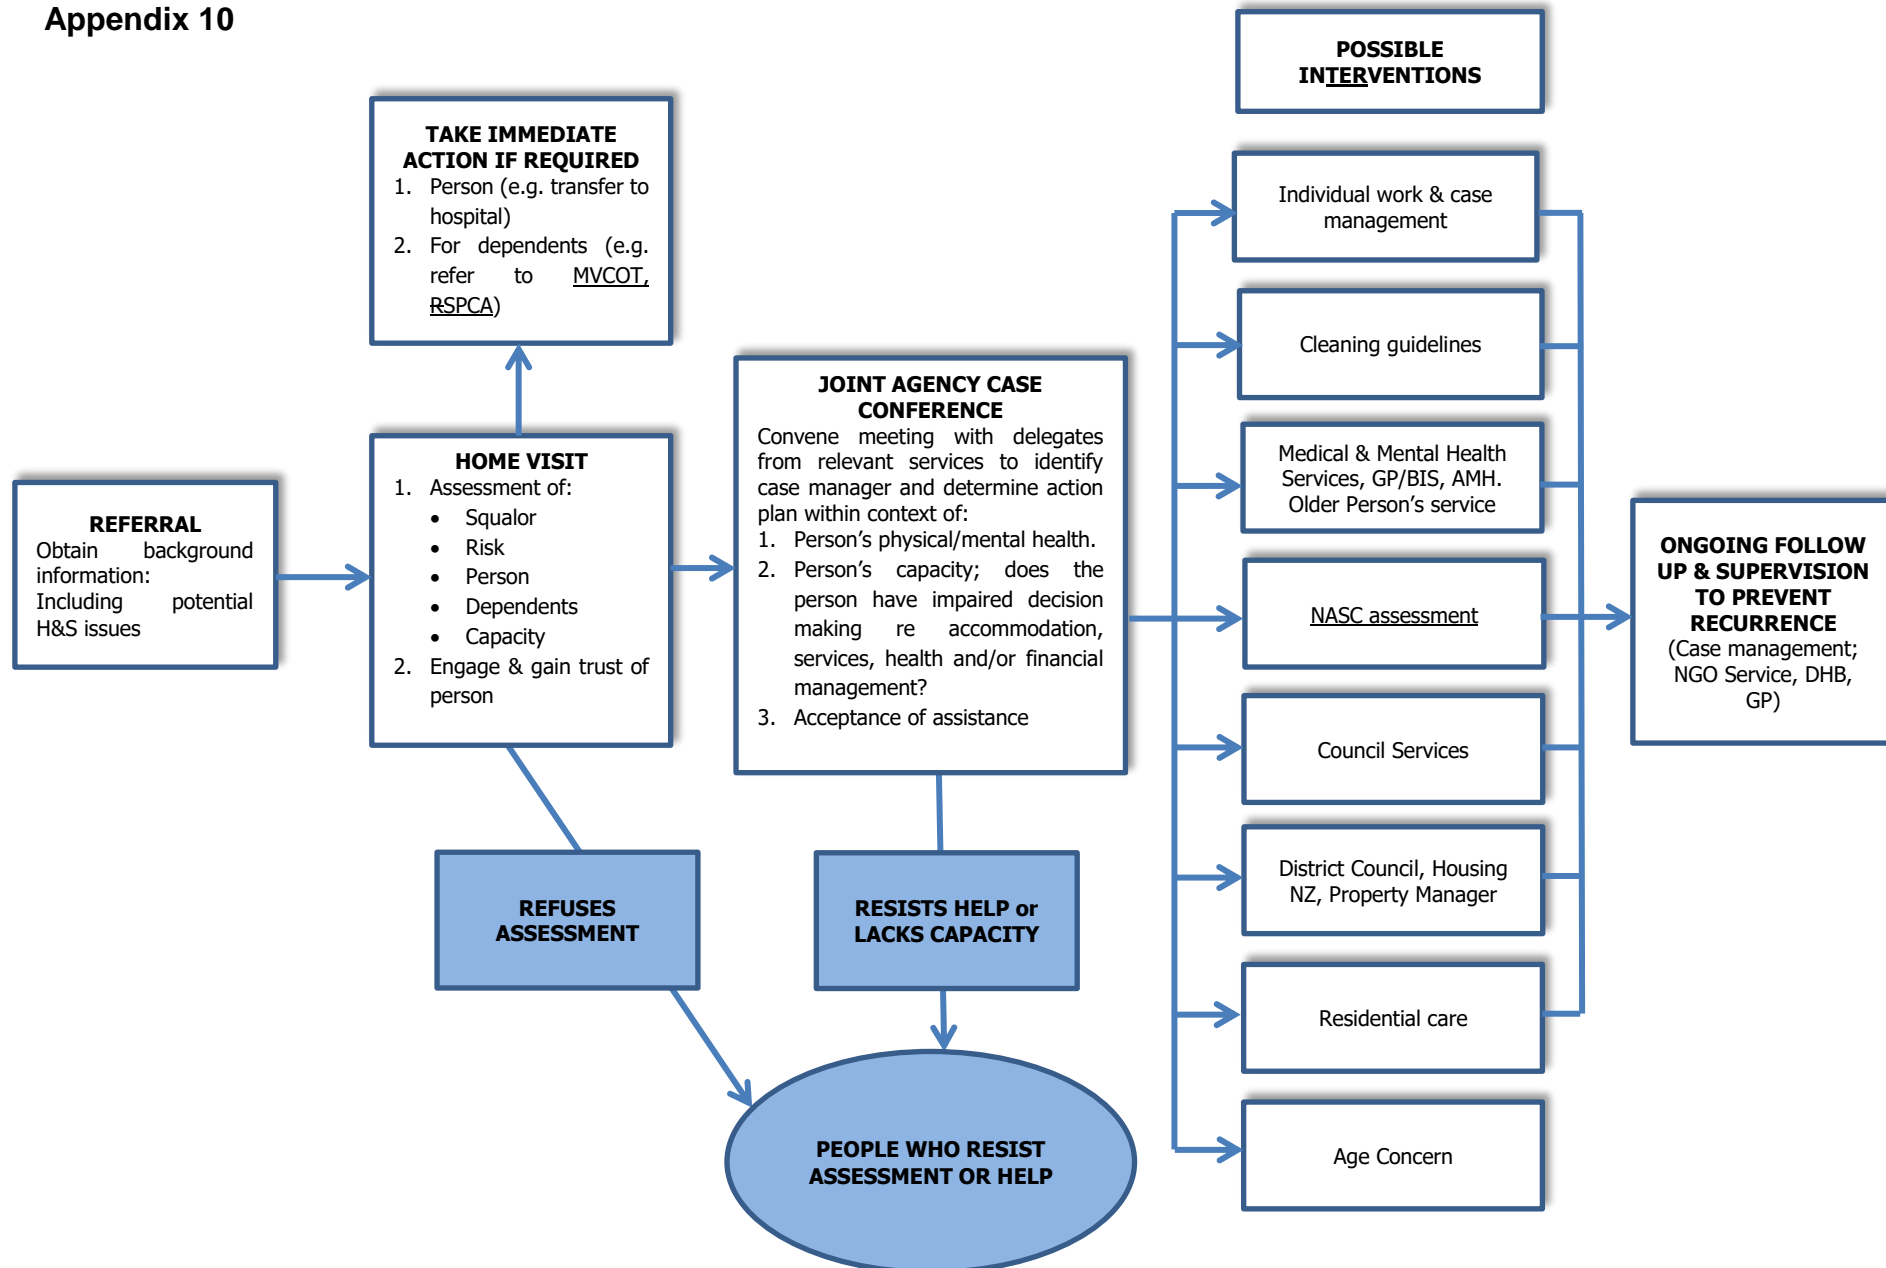 Appendix 10
POSSIBLE
INTERVENTIONS
TAKE IMMEDIATE
ACTION IF REQUIRED
1. Person (e.g. transfer to
hospital)
2. For dependents (e.g.
refer to MVCOT,
RSPCA)
REFERRAL
Obtain background
information:
Including potential
H&S issues
HOME VISIT
1. Assessment of:
• Squalor
• Risk
• Person
• Dependents
• Capacity
2. Engage & gain trust of
person
JOINT AGENCY CASE
CONFERENCE
Convene meeting with delegates
from relevant services to identify
case manager and determine action
plan within context of:
1. Person’s physical/mental health.
2. Person’s capacity; does the
person have impaired decision
making re accommodation,
services, health and/or financial
management?
3. Acceptance of assistance
Individual work & case
management
Cleaning guidelines
Medical & Mental Health
Services, GP/BIS, AMH.
Older Person’s service
NASC assessment
Council Services
District Council, Housing
NZ, Property Manager
Residential care
Age Concern
ONGOING FOLLOW
UP & SUPERVISION
TO PREVENT
RECURRENCE
(Case management;
NGO Service, DHB,
GP)
REFUSES
ASSESSMENT
RESISTS HELP or
LACKS CAPACITY
PEOPLE WHO RESIST
ASSESSMENT OR HELP